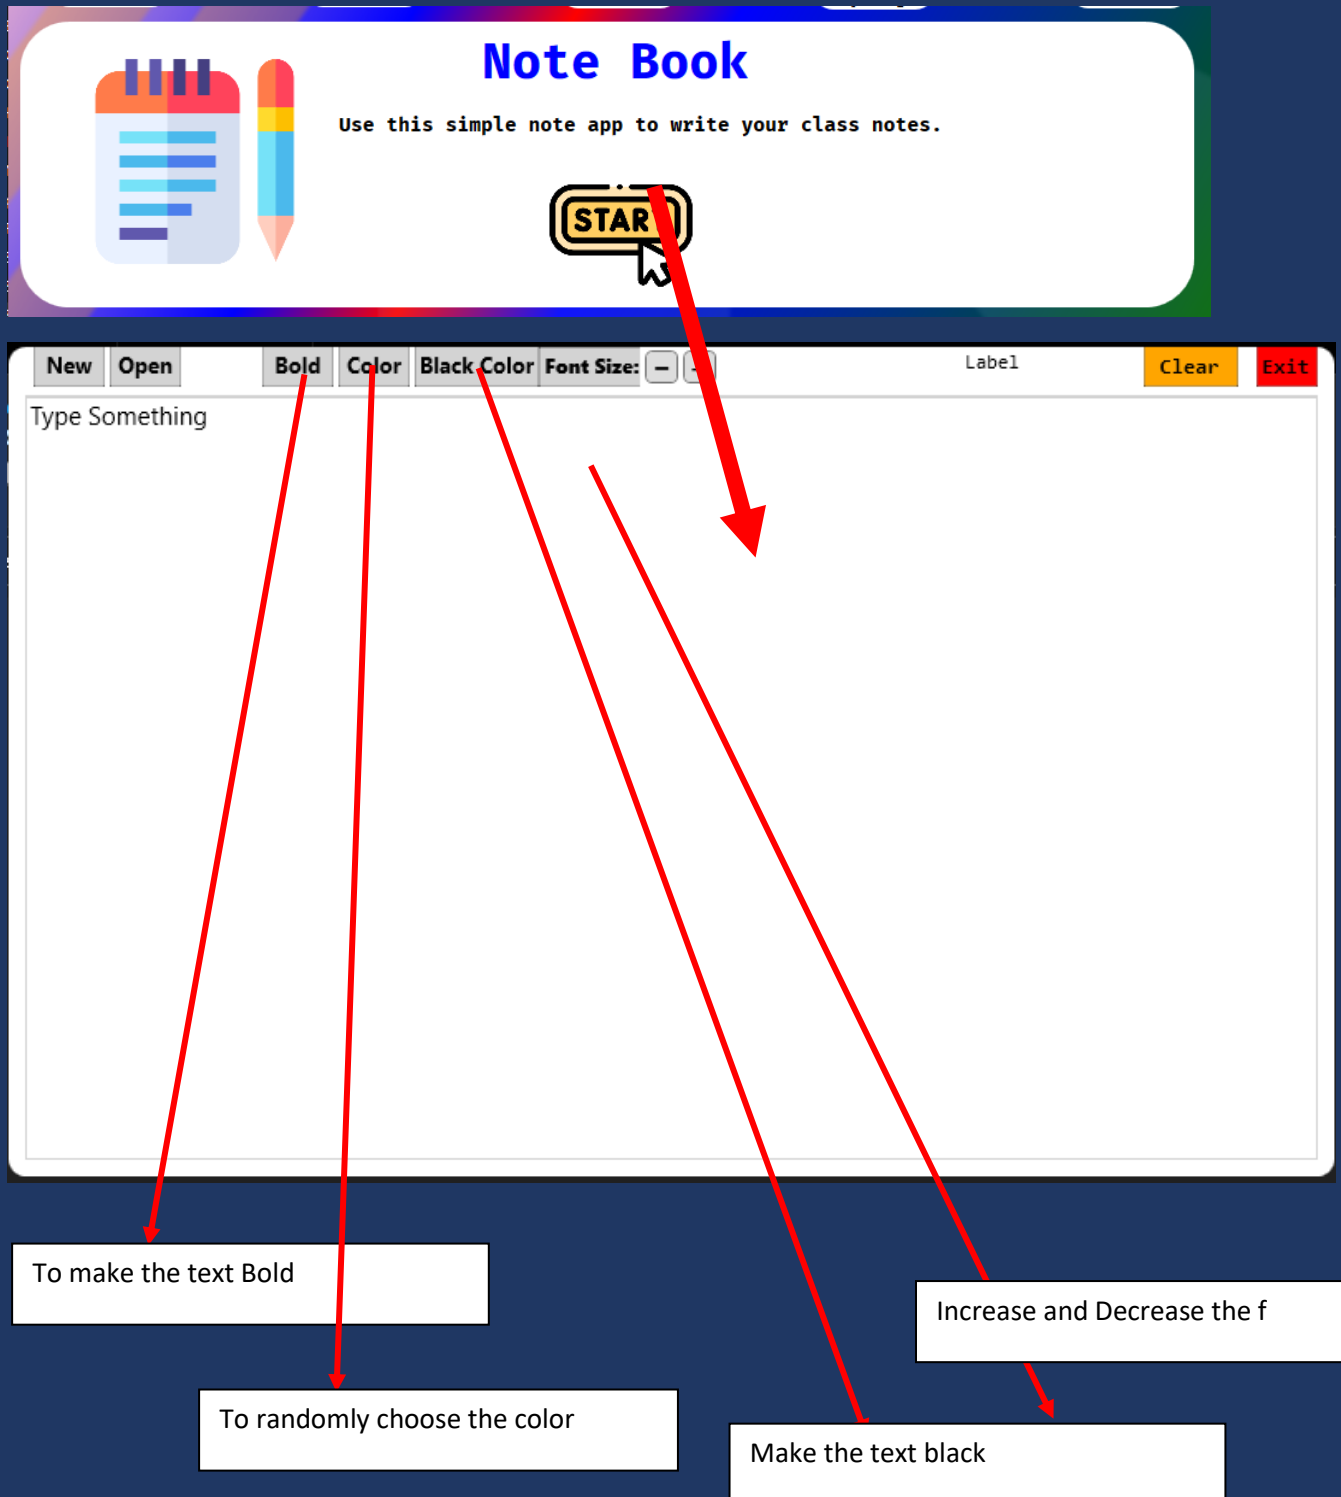 Note Book
Use this simple note app to write your class notes.
STAR
New Open Bold Color Black Color Font Size: − Label Clear Exit
Type Something
To make the text Bold
Increase and Decrease the f
To randomly choose the color
Make the text black